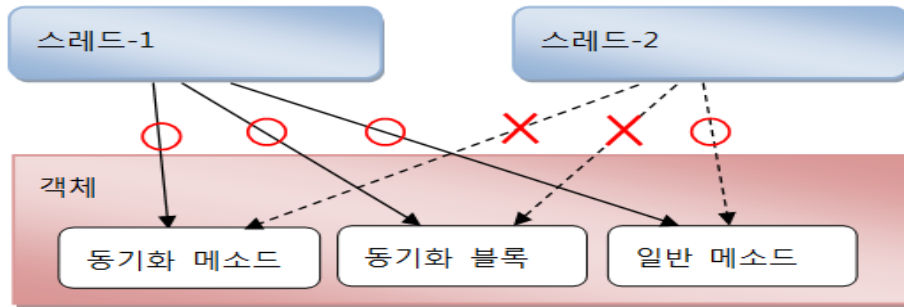 스레드-1
스레드-2
객체
동기화 메소드
동기화 블록
일반 메소드